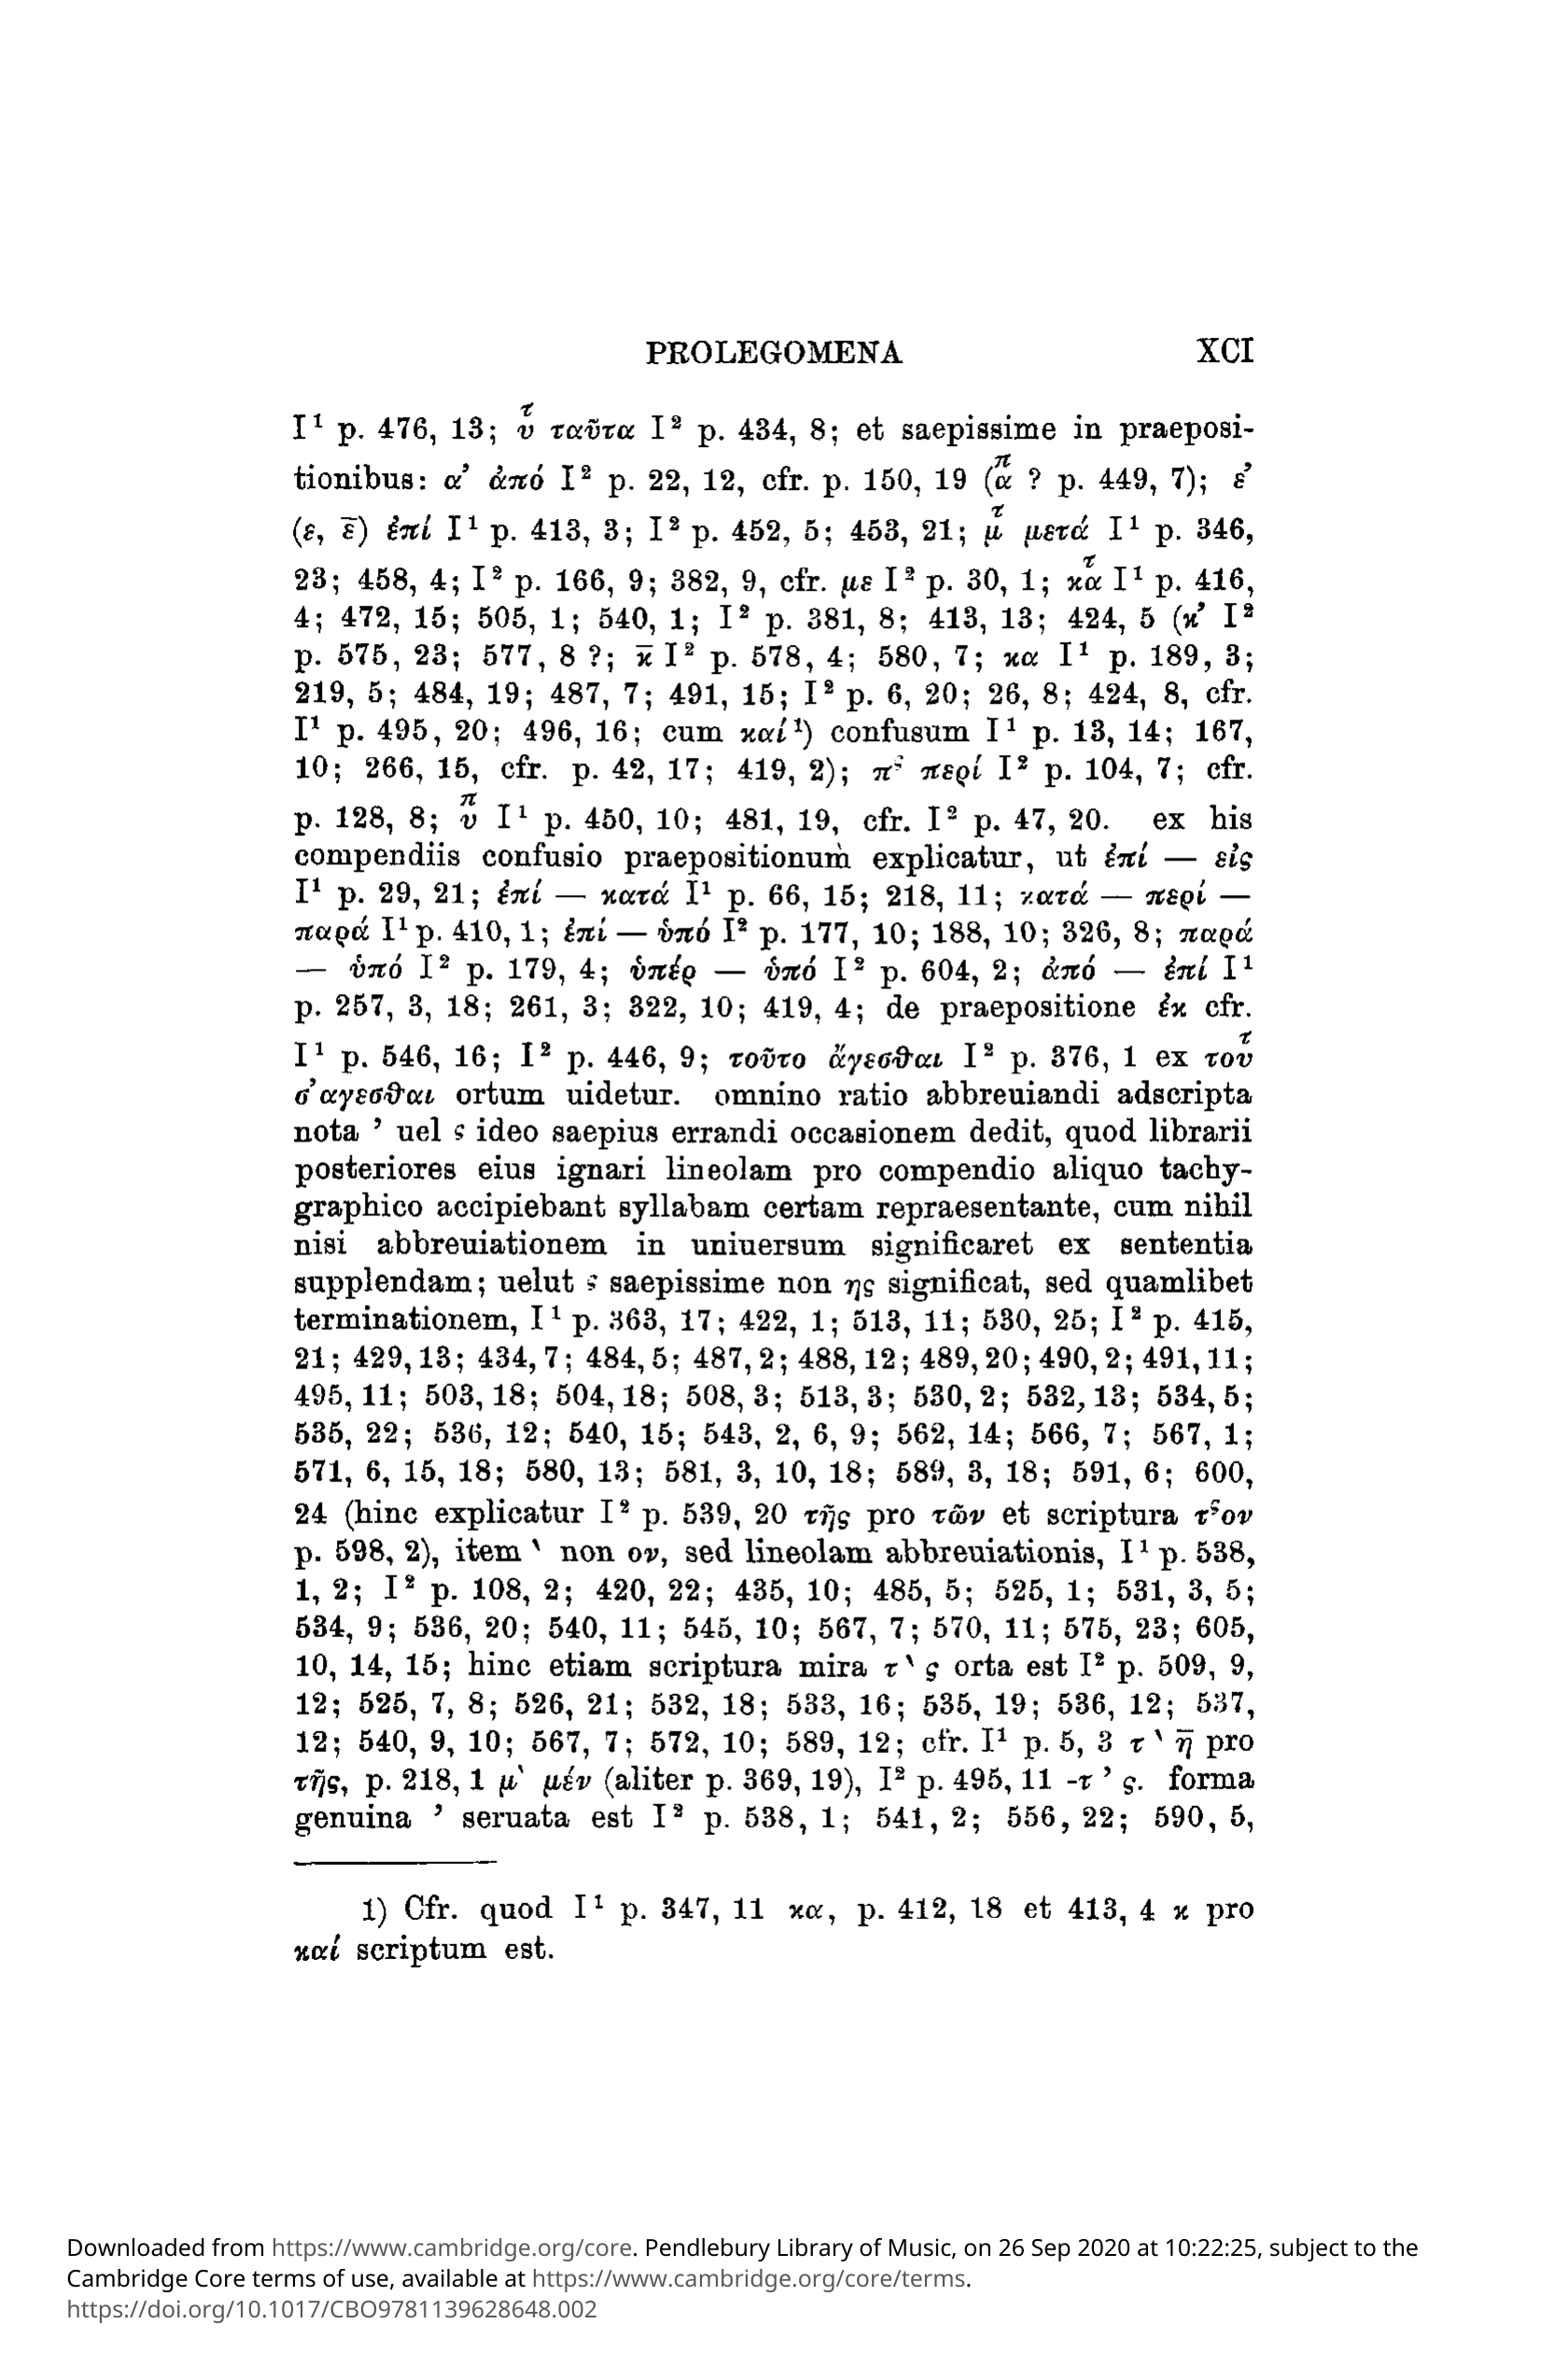 PROLEGOMENA XCI
I¹ p. 476, 13; υ^τ ταῦτα I² p. 434, 8; et saepissime in praeposi-
tionibus: α’ ἀπό I² p. 22, 12, cfr. p. 150, 19 (α^π ? p. 449, 7); ε’
(ε, ε̅) ἐπί I¹ p. 413, 3; I² p. 452, 5; 453, 21; μ^τ μετά I¹ p. 346,
23; 458, 4; I² p. 166, 9; 382, 9, cfr. με I² p. 30, 1; κα^τ I¹ p. 416,
4; 472, 15; 505, 1; 540, 1; I² p. 381, 8; 413, 13; 424, 5 (κ’ I²
p. 575, 23; 577, 8 ?; κ̅ I² p. 578, 4; 580, 7; κα I¹ p. 189, 3;
219, 5; 484, 19; 487, 7; 491, 15; I² p. 6, 20; 26, 8; 424, 8, cfr.
I¹ p. 495, 20; 496, 16; cum καί¹) confusum I¹ p. 13, 14; 167,
10; 266, 15, cfr. p. 42, 17; 419, 2); π^ς περί I² p. 104, 7; cfr.
p. 128, 8; υ^π I¹ p. 450, 10; 481, 19, cfr. I² p. 47, 20. ex his
compendiis confusio praepositionum explicatur, ut ἐπί — εἰς
I¹ p. 29, 21; ἐπί — κατά I¹ p. 66, 15; 218, 11; κατά — περί —
παρά I¹ p. 410, 1; ἐπί — ὑπό I² p. 177, 10; 188, 10; 326, 8; παρά
— ὑπό I² p. 179, 4; ὑπέρ — ὑπό I² p. 604, 2; ἀπό — ἐπί I¹
p. 257, 3, 18; 261, 3; 322, 10; 419, 4; de praepositione ἐκ cfr.
I¹ p. 546, 16; I² p. 446, 9; τοῦτο ἄγεσθαι I² p. 376, 1 ex του^τ
σ’αγεσθαι ortum uidetur. omnino ratio abbreuiandi adscripta
nota ’ uel ς ideo saepius errandi occasionem dedit, quod librarii
posteriores eius ignari lineolam pro compendio aliquo tachy-
graphico accipiebant syllabam certam repraesentante, cum nihil
nisi abbreuiationem in uniuersum significaret ex sententia
supplendam; uelut ς saepissime non ης significat, sed quamlibet
terminationem, I¹ p. 363, 17; 422, 1; 513, 11; 530, 25; I² p. 415,
21; 429, 13; 434, 7; 484, 5; 487, 2; 488, 12; 489, 20; 490, 2; 491, 11;
495, 11; 503, 18; 504, 18; 508, 3; 513, 3; 530, 2; 532, 13; 534, 5;
535, 22; 536, 12; 540, 15; 543, 2, 6, 9; 562, 14; 566, 7; 567, 1;
571, 6, 15, 18; 580, 13; 581, 3, 10, 18; 589, 3, 18; 591, 6; 600,
24 (hinc explicatur I² p. 539, 20 τῆς pro τῶν et scriptura τ^ςον
p. 598, 2), item ‵ non ον, sed lineolam abbreuiationis, I¹ p. 538,
1, 2; I² p. 108, 2; 420, 22; 435, 10; 485, 5; 525, 1; 531, 3, 5;
534, 9; 536, 20; 540, 11; 545, 10; 567, 7; 570, 11; 575, 23; 605,
10, 14, 15; hinc etiam scriptura mira τ‵ς orta est I² p. 509, 9,
12; 525, 7, 8; 526, 21; 532, 18; 533, 16; 535, 19; 536, 12; 537,
12; 540, 9, 10; 567, 7; 572, 10; 589, 12; cfr. I¹ p. 5, 3 τ‵ η̅ pro
τῆς, p. 218, 1 μ‵ μέν (aliter p. 369, 19), I² p. 495, 11 -τ ’ ς. forma
genuina ’ seruata est I² p. 538, 1; 541, 2; 556, 22; 590, 5,
1) Cfr. quod I¹ p. 347, 11 κα, p. 412, 18 et 413, 4 κ pro
καί scriptum est.
Downloaded from https://www.cambridge.org/core. Pendlebury Library of Music, on 26 Sep 2020 at 10:22:25, subject to the
Cambridge Core terms of use, available at https://www.cambridge.org/core/terms.
https://doi.org/10.1017/CBO9781139628648.002